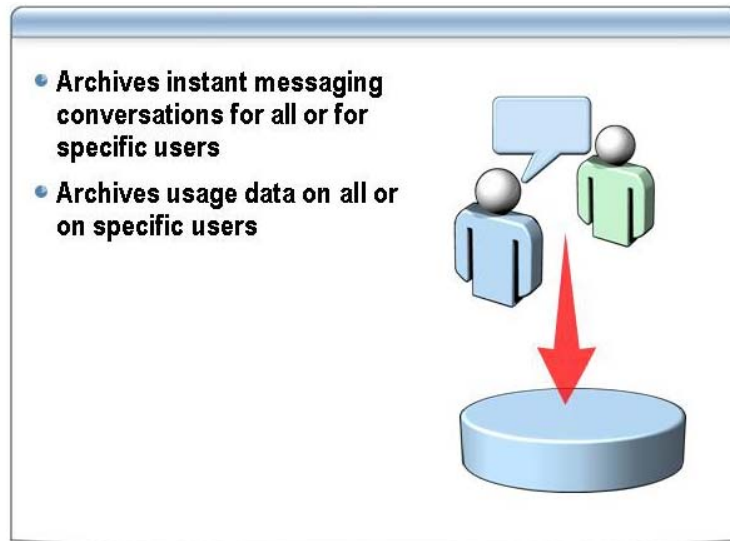 Archives instant messaging
conversations for all or for
specific users
Archives usage data on all or
on specific users